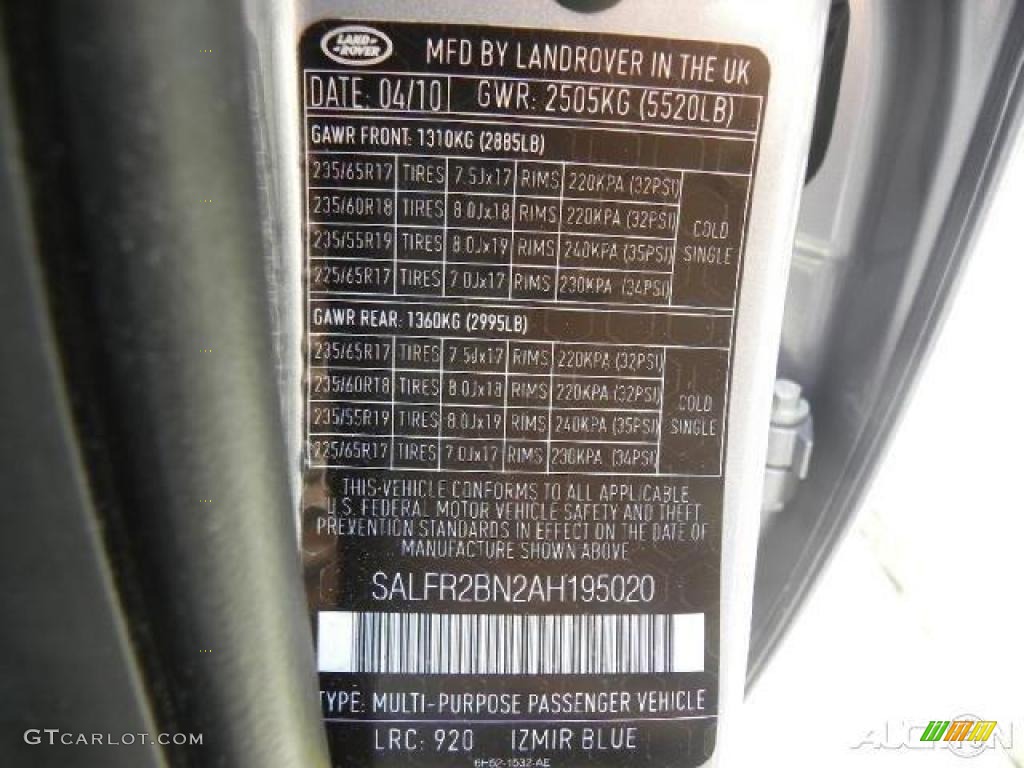 LAND ROVER
MFD BY LANDROVER IN THE UK
DATE: 04/10 GWR: 2505KG (5520LB)
GAWR FRONT: 1310KG (2885LB)
235/65R17 TIRES 7.5Jx17 RIMS 220KPA (32PSI)
235/60R18 TIRES 8.0Jx18 RIMS 220KPA (32PSI)
COLD
235/55R19 TIRES 8.0Jx19 RIMS 240KPA (35PSI)
SINGLE
225/65R17 TIRES 7.0Jx17 RIMS 230KPA (34PSI)
GAWR REAR: 1360KG (2995LB)
235/65R17 TIRES 7.5Jx17 RIMS 220KPA (32PSI)
235/60R18 TIRES 8.0Jx18 RIMS 220KPA (32PSI)
COLD
235/55R19 TIRES 8.0Jx19 RIMS 240KPA (35PSI)
SINGLE
225/65R17 TIRES 7.0Jx17 RIMS 230KPA (34PSI)
THIS-VEHICLE CONFORMS TO ALL APPLICABLE
U.S. FEDERAL MOTOR VEHICLE SAFETY AND THEFT
PREVENTION STANDARDS IN EFFECT ON THE DATE OF
MANUFACTURE SHOWN ABOVE
SALFR2BN2AH195020
TYPE: MULTI-PURPOSE PASSENGER VEHICLE
LRC: 920 IZMIR BLUE
6H52-1532-AE
GTCarLot.com
AUCTION